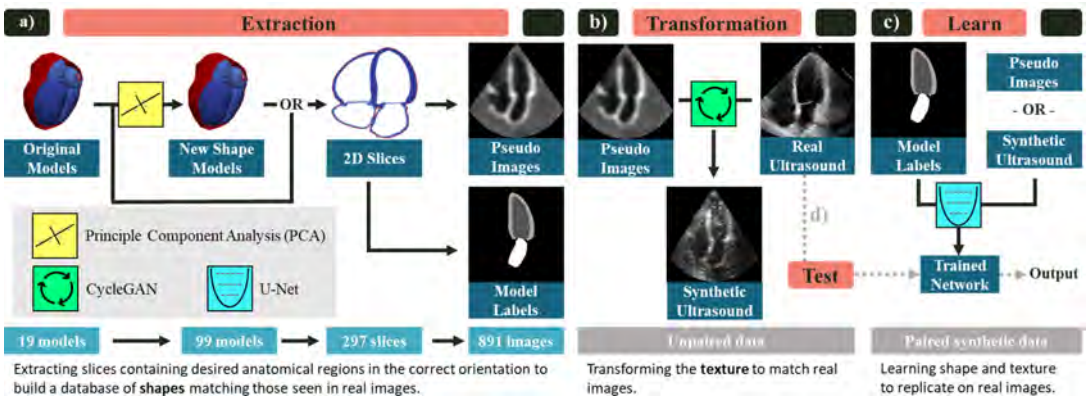 a) Extraction
Original
Models
New Shape
Models
OR
2D Slices
Pseudo
Images
Principle Component Analysis (PCA)
CycleGAN
U-Net
Model
Labels
19 models
99 models
297 slices
891 images
Extracting slices containing desired anatomical regions in the correct orientation to
build a database of shapes matching those seen in real images.
b) Transformation
Pseudo
Images
Real
Ultrasound
Synthetic
Ultrasound
d)
Test
Unpaired data
Transforming the texture to match real
images.
c) Learn
Model
Labels
Pseudo
Images
- OR -
Synthetic
Ultrasound
Trained
Network
Output
Paired synthetic data
Learning shape and texture
to replicate on real images.